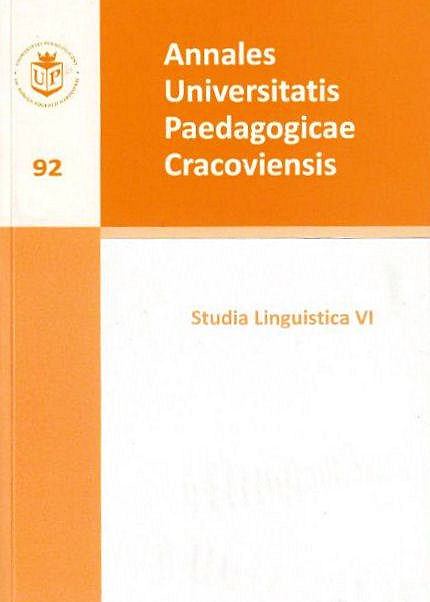 UP
92
Annales
Universitatis
Paedagogicae
Cracoviensis
Studia Linguistica VI